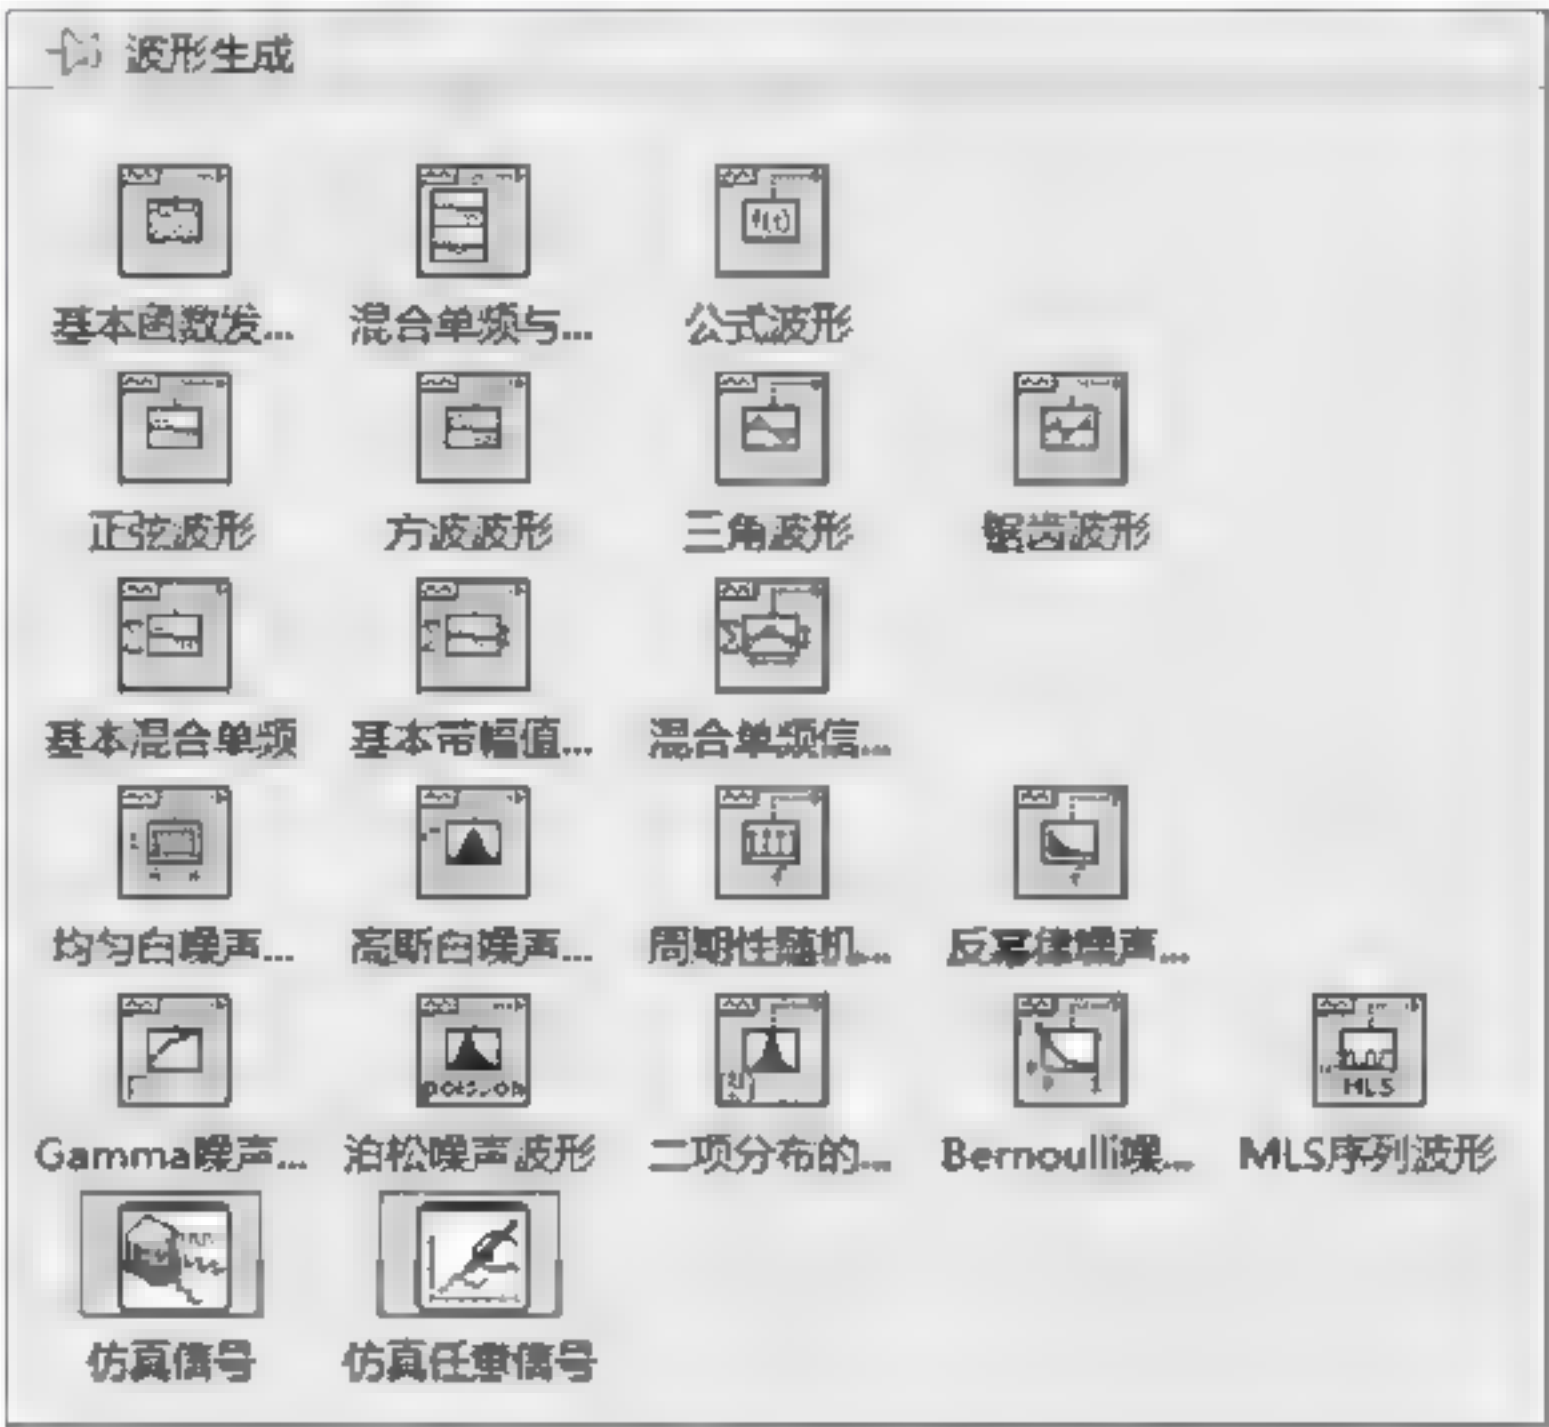 波形生成
基本函数发... 混合单频与... 公式波形
f(t)
正弦波形 方波波形 三角波形 锯齿波形
基本混合单频 基本带幅值... 混合单频信...
均匀白噪声... 高斯白噪声... 周期性随机... 反幂律噪声...
MLS
Gamma噪声... 泊松噪声波形 二项分布的... Bernoulli噪... MLS序列波形
仿真信号 仿真任意信号